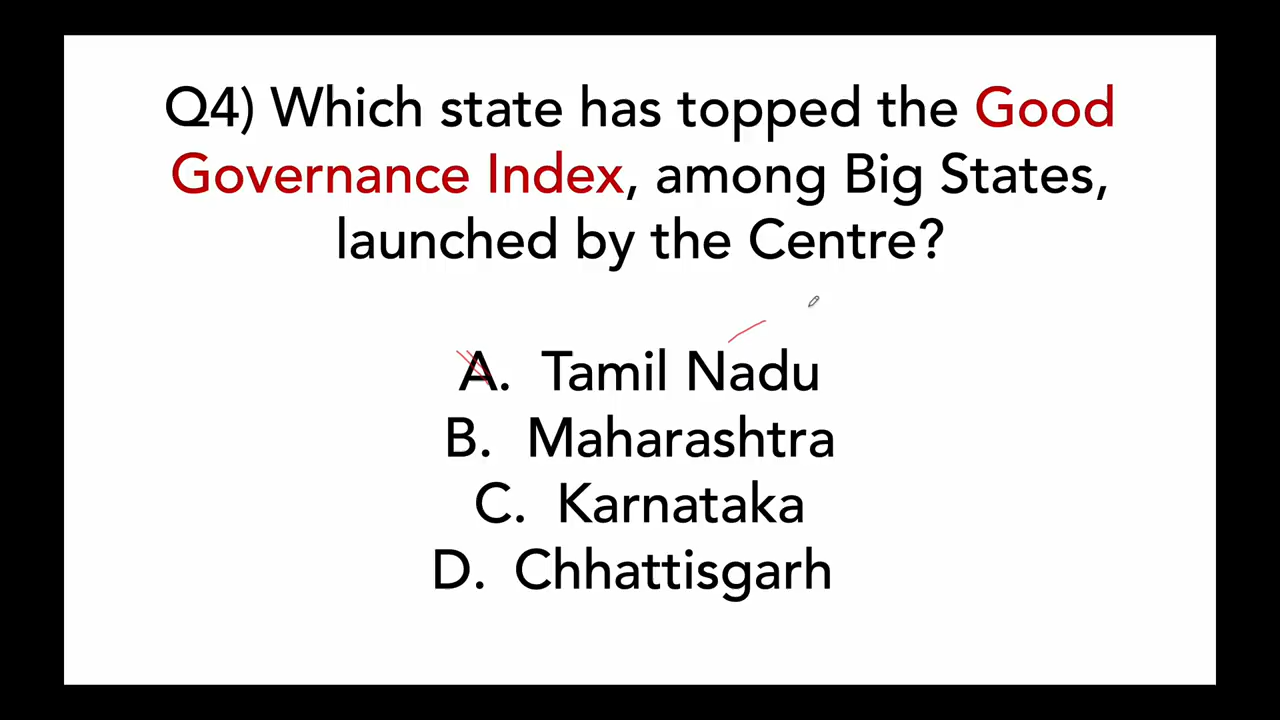 Q4) Which state has topped the Good
Governance Index, among Big States,
launched by the Centre?
A. Tamil Nadu
B. Maharashtra
C. Karnataka
D. Chhattisgarh